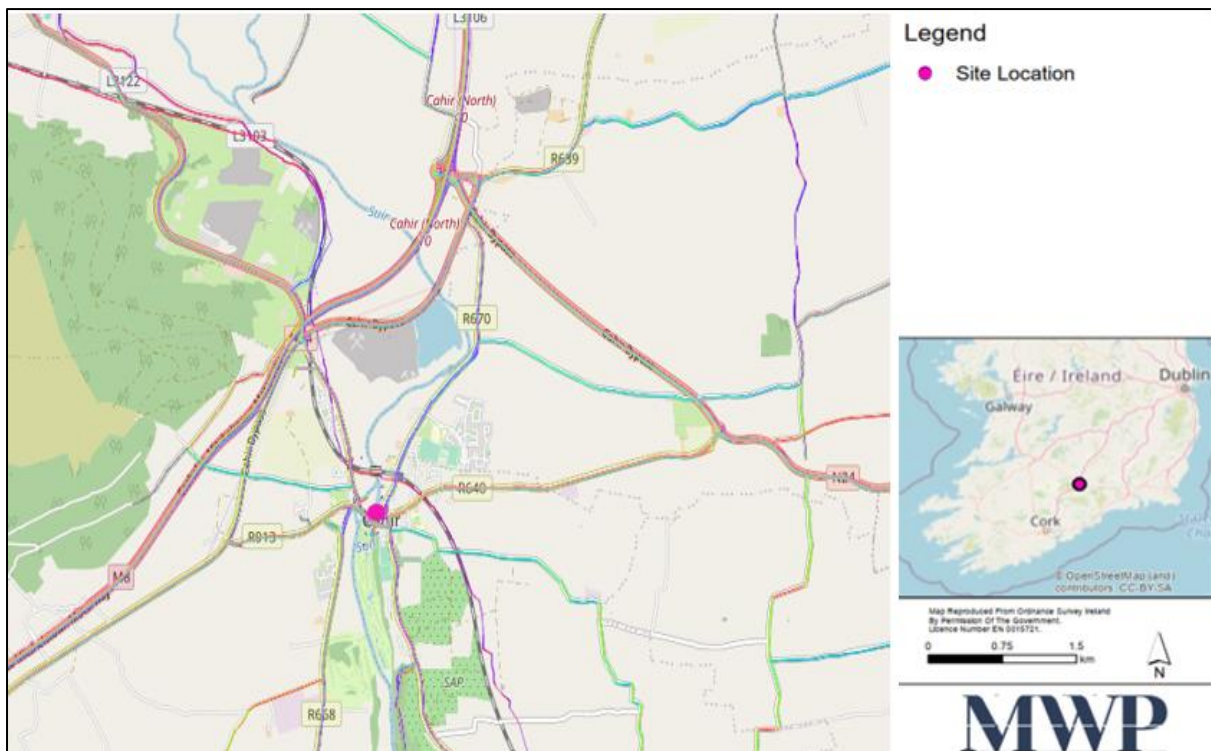 L3106
L3122
Cahir (North)
L3103
R639
Suir
Cahir (North)
R670
R640
N24
Cahir
R913
M8
SAP
R668
Legend
Site Location
Éire / Ireland
Dublin
Galway
Cork
© OpenStreetMap (and)
contributors, CC-BY-SA
Map Reproduced From Ordnance Survey Ireland
By Permission Of The Government.
Licence Number EN 0015721.
0 0.75 1.5
km
N
MWP